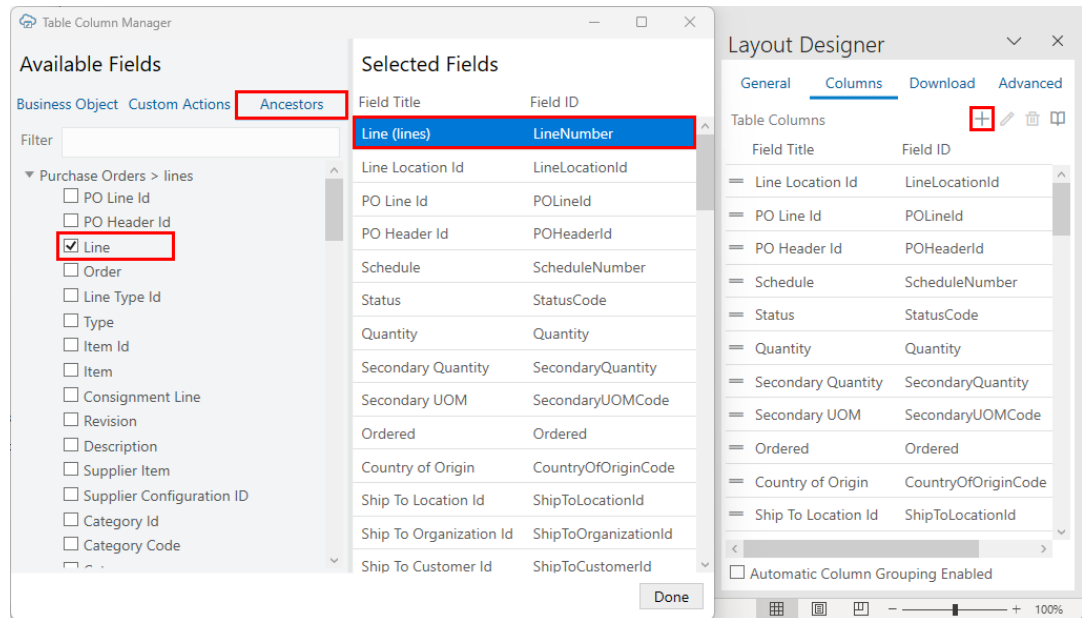 Table Column Manager
Available Fields
Business Object Custom Actions Ancestors
Filter
Purchase Orders > lines
PO Line Id
PO Header Id
Line
Order
Line Type Id
Type
Item Id
Item
Consignment Line
Revision
Description
Supplier Item
Supplier Configuration ID
Category Id
Category Code
Selected Fields
Field Title Field ID
Line (lines) LineNumber
Line Location Id LineLocationId
PO Line Id POLineId
PO Header Id POHeaderId
Schedule ScheduleNumber
Status StatusCode
Quantity Quantity
Secondary Quantity SecondaryQuantity
Secondary UOM SecondaryUOMCode
Ordered Ordered
Country of Origin CountryOfOriginCode
Ship To Location Id ShipToLocationId
Ship To Organization Id ShipToOrganizationId
Ship To Customer Id ShipToCustomerId
Done
Layout Designer
General Columns Download Advanced
Table Columns
Field Title Field ID
Line Location Id LineLocationId
PO Line Id POLineId
PO Header Id POHeaderId
Schedule ScheduleNumber
Status StatusCode
Quantity Quantity
Secondary Quantity SecondaryQuantity
Secondary UOM SecondaryUOMCode
Ordered Ordered
Country of Origin CountryOfOriginCode
Ship To Location Id ShipToLocationId
Automatic Column Grouping Enabled
100%